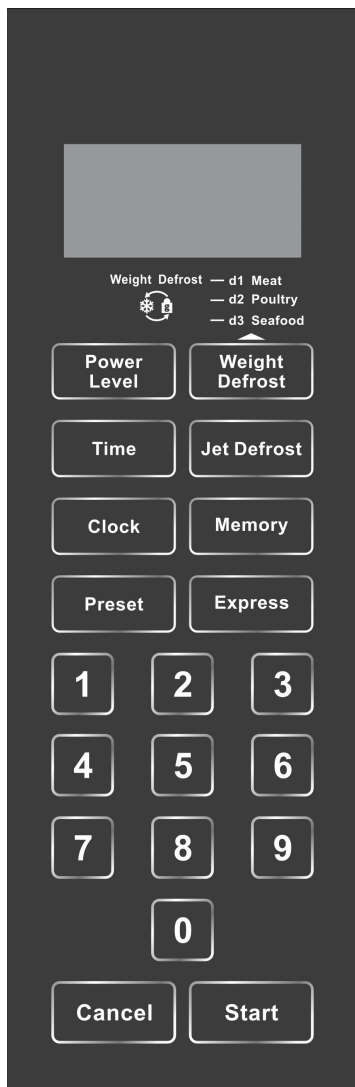 Weight Defrost — d1 Meat
g — d2 Poultry
— d3 Seafood
Power
Level
Weight
Defrost
Time
Jet Defrost
Clock
Memory
Preset
Express
1 2 3
4 5 6
7 8 9
0
Cancel
Start